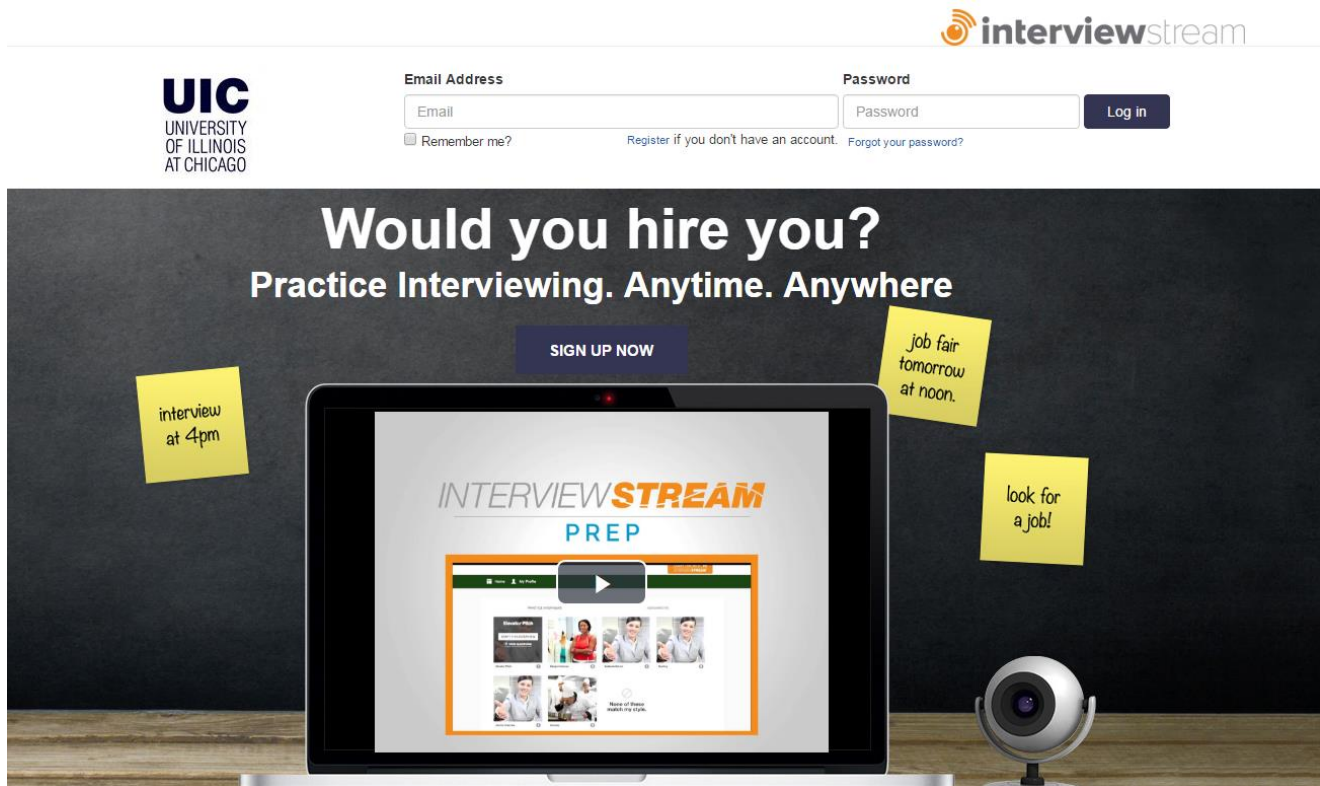 interviewstream
UIC
UNIVERSITY
OF ILLINOIS
AT CHICAGO
Email Address
Password
Email
Password
Log in
Remember me?
Register if you don't have an account.
Forgot your password?
Would you hire you?
Practice Interviewing. Anytime. Anywhere
SIGN UP NOW
job fair
tomorrow
at noon.
interview
at 4pm
look for
a job!
INTERVIEWSTREAM
PREP
Home
My Profile
Elevator Pitch
None of these
match my style.